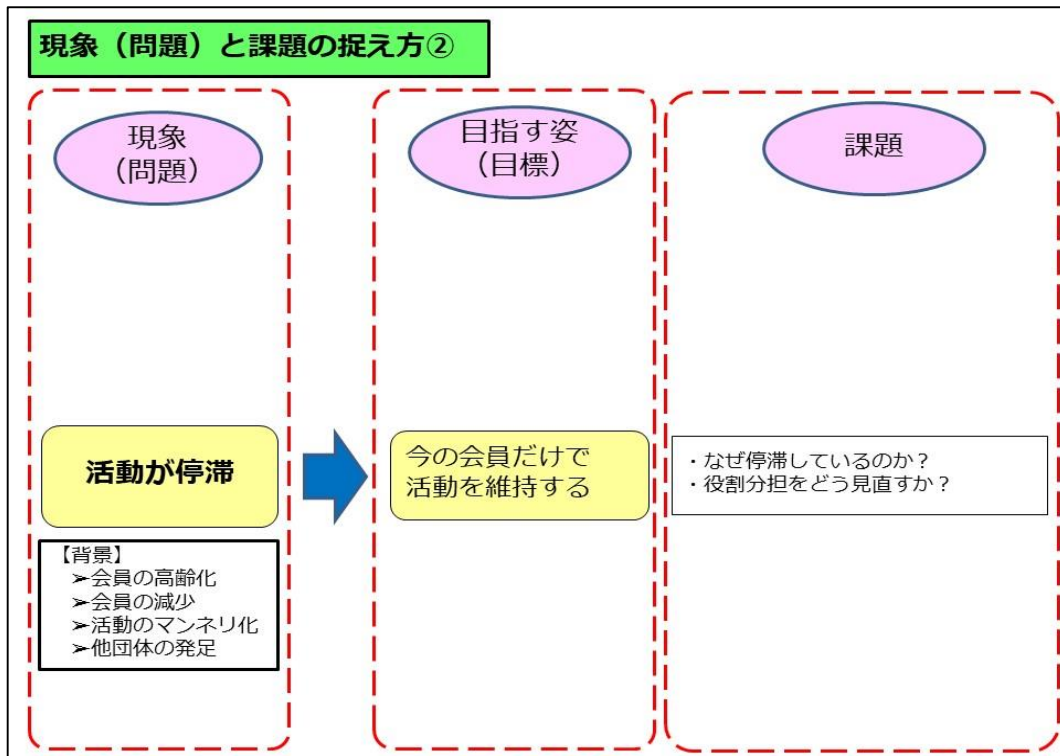 現象（問題）と課題の捉え方②
現象
（問題）
目指す姿
（目標）
課題
活動が停滞
今の会員だけで
活動を維持する
・なぜ停滞しているのか？
・役割分担をどう見直すか？
【背景】
➢会員の高齢化
➢会員の減少
➢活動のマンネリ化
➢他団体の発足